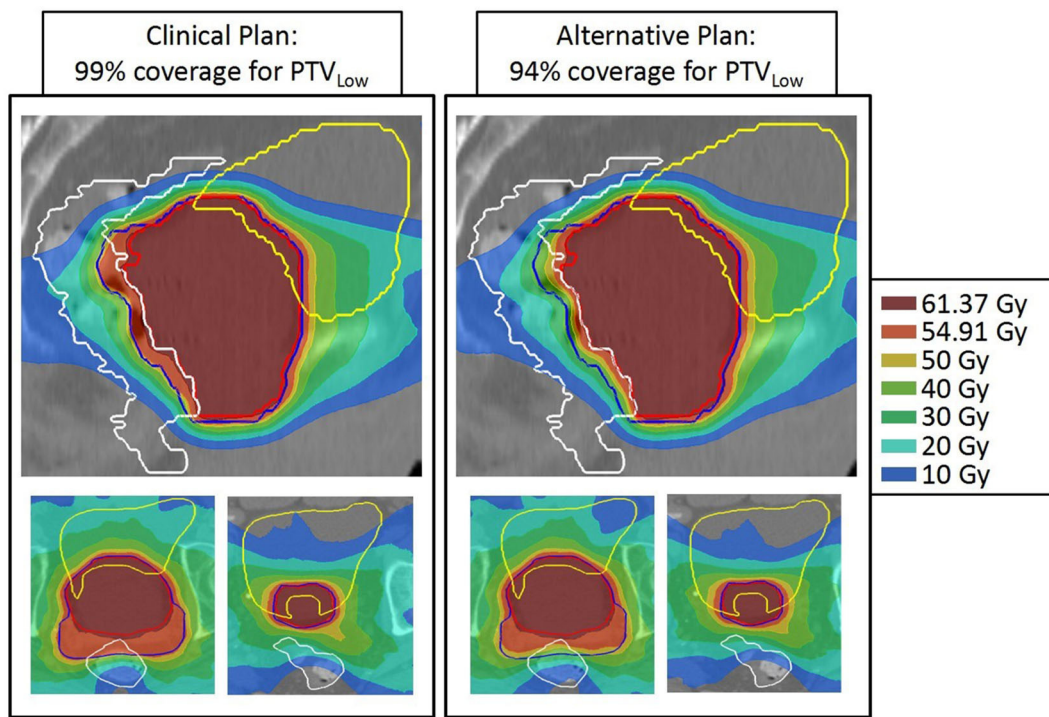 Clinical Plan:
99% coverage for PTVLow
Alternative Plan:
94% coverage for PTVLow
61.37 Gy
54.91 Gy
50 Gy
40 Gy
30 Gy
20 Gy
10 Gy